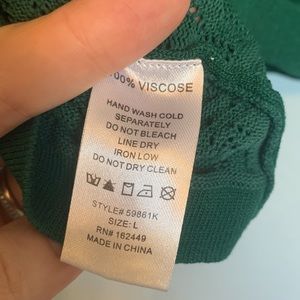 00% VISCOSE
HAND WASH COLD
SEPARATELY
DO NOT BLEACH
LINE DRY
IRON LOW
DO NOT DRY CLEAN
STYLE# 59861K
SIZE: L
RN# 162449
MADE IN CHINA